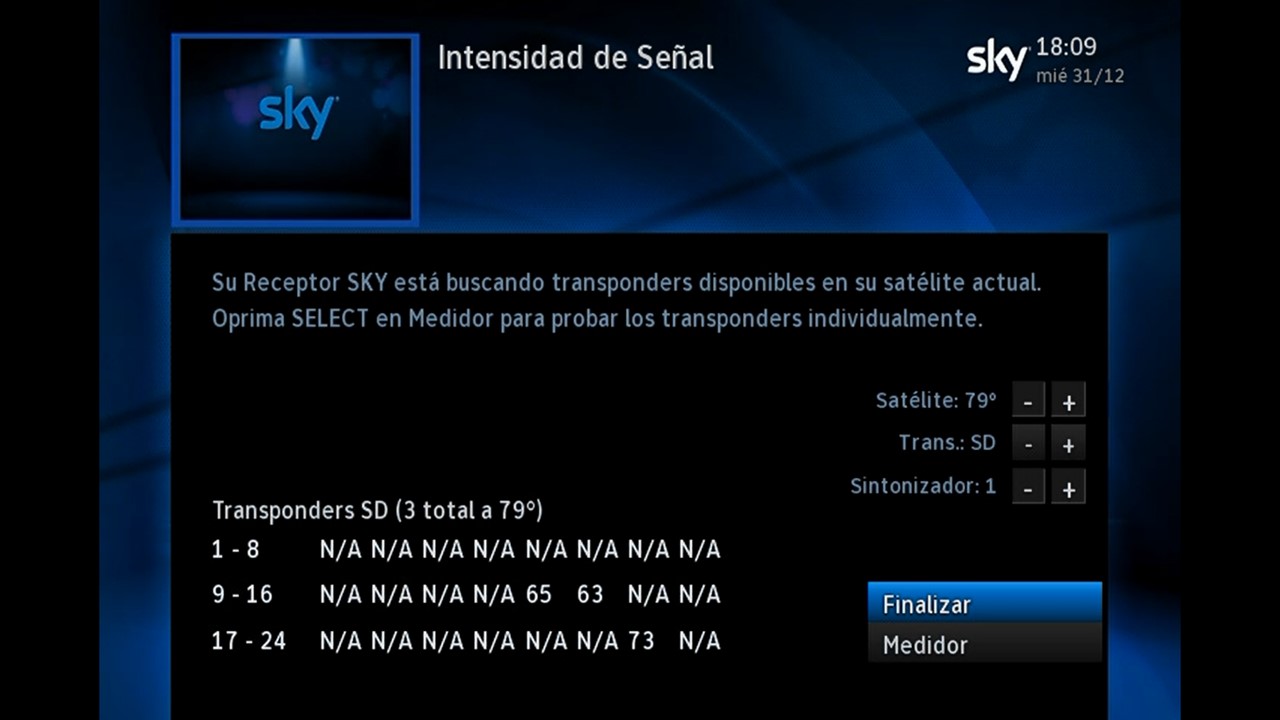 sky
Intensidad de Señal
sky 18:09
mié 31/12
Su Receptor SKY está buscando transponders disponibles en su satélite actual.
Oprima SELECT en Medidor para probar los transponders individualmente.
Satélite: 79º - +
Trans.: SD - +
Sintonizador: 1 - +
Transponders SD (3 total a 79º)
1 - 8 N/A N/A N/A N/A N/A N/A N/A N/A
9 - 16 N/A N/A N/A N/A 65 63 N/A N/A
17 - 24 N/A N/A N/A N/A N/A N/A 73 N/A
Finalizar
Medidor